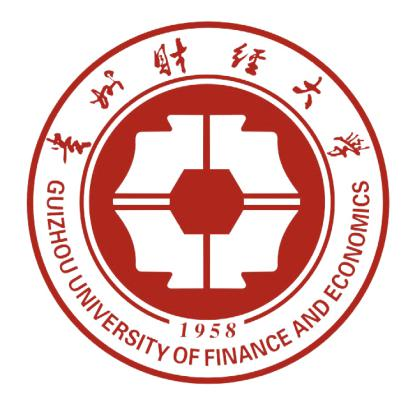 贵州财经大学
1958
GUIZHOU UNIVERSITY OF FINANCE AND ECONOMICS